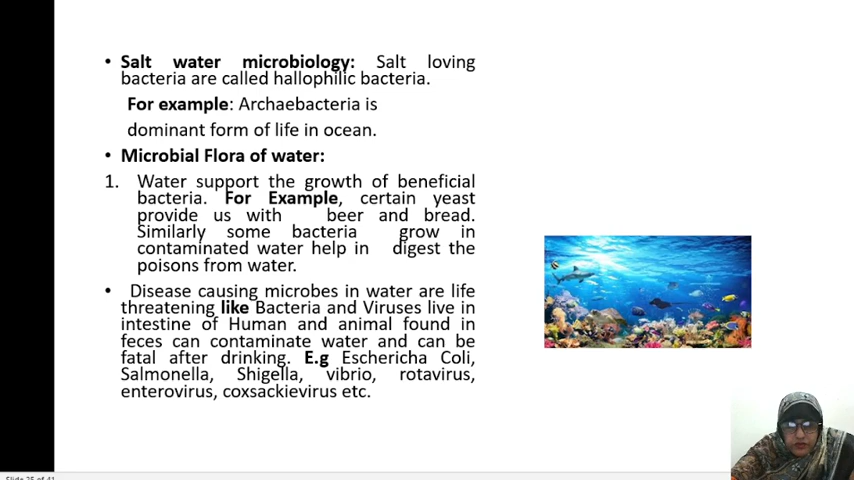 • Salt water microbiology: Salt loving
bacteria are called hallophilic bacteria.
For example: Archaebacteria is
dominant form of life in ocean.
• Microbial Flora of water:
1. Water support the growth of beneficial
bacteria. For Example, certain yeast
provide us with beer and bread.
Similarly some bacteria grow in
contaminated water help in digest the
poisons from water.
• Disease causing microbes in water are life
threatening like Bacteria and Viruses live in
intestine of Human and animal found in
feces can contaminate water and can be
fatal after drinking. E.g Eschericha Coli,
Salmonella, Shigella, vibrio, rotavirus,
enterovirus, coxsackievirus etc.
Slide 25 of 41